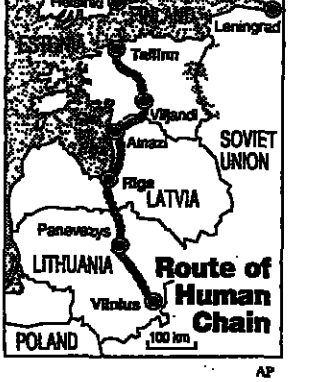 Helsinki
FINLAND
Leningrad
ESTONIA
Tallinn
Viljandi
Ainazi
SOVIET
UNION
Riga
LATVIA
Panevezys
LITHUANIA
Route of
Human
Chain
Vilnius
100 km
POLAND
AP